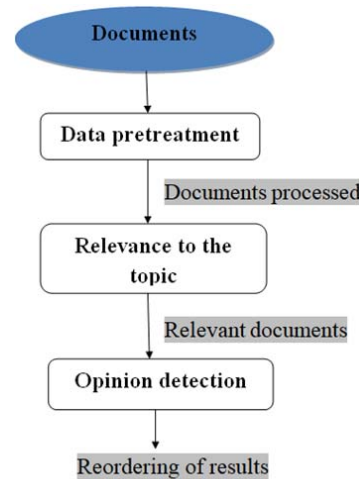 Documents
Data pretreatment
Documents processed
Relevance to the
topic
Relevant documents
Opinion detection
Reordering of results